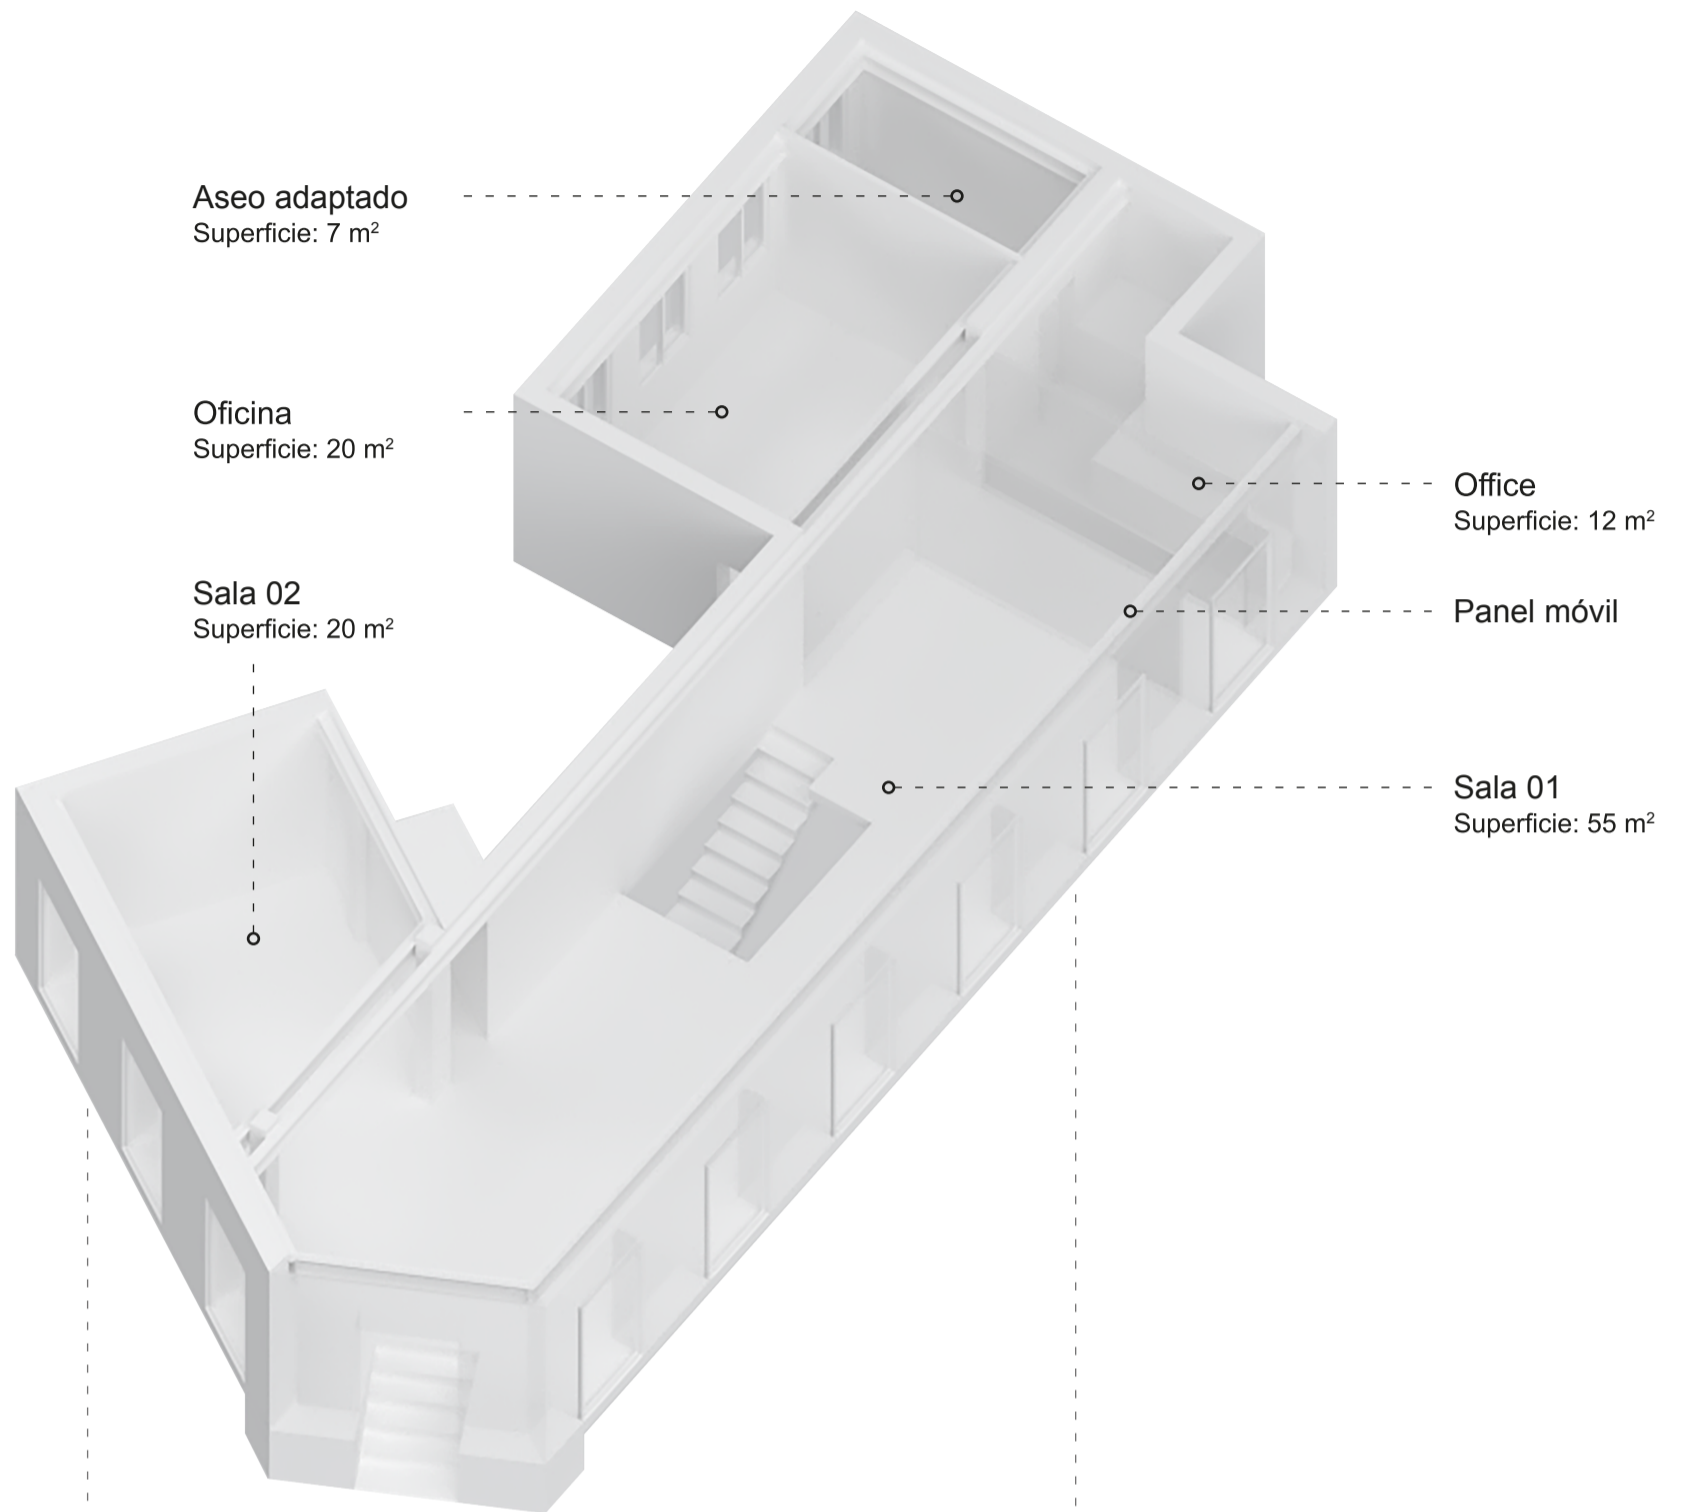 Aseo adaptado
Superficie: 7 m²
Oficina
Superficie: 20 m²
Sala 02
Superficie: 20 m²
Office
Superficie: 12 m²
Panel móvil
Sala 01
Superficie: 55 m²